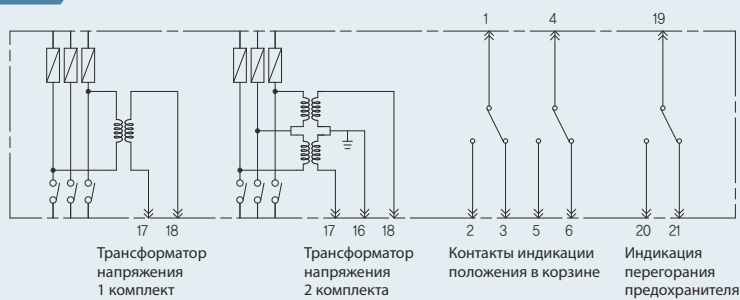 1 4 19
17 18 17 16 18 2 3 5 6 20 21
Трансформатор
напряжения
1 комплект
Трансформатор
напряжения
2 комплекта
Контакты индикации
положения в корзине
Индикация
перегорания
предохранителя